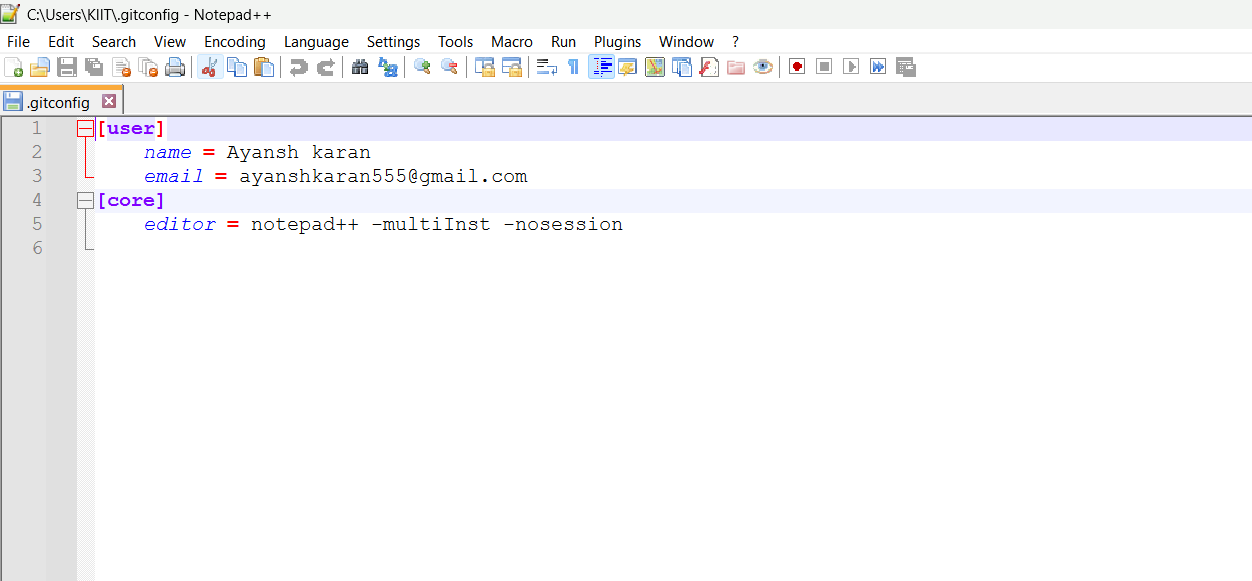 C:\Users\KIIT\.gitconfig - Notepad++
File Edit Search View Encoding Language Settings Tools Macro Run Plugins Window ?
.gitconfig
1 [user]
2 name = Ayansh karan
3 email = ayanshkaran555@gmail.com
4 [core]
5 editor = notepad++ -multiInst -nosession
6